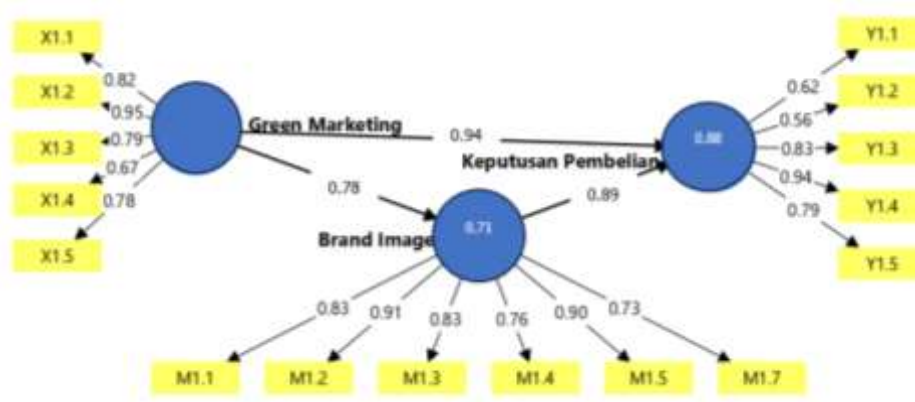 X1.1
X1.2
X1.3
X1.4
X1.5
0.82
0.95
0.79
0.67
0.78
Green Marketing
0.94
0.78
Keputusan Pembelian
0.89
Brand Image
0.71
0.83
0.91
0.83
0.76
0.90
0.73
M1.1
M1.2
M1.3
M1.4
M1.5
M1.7
0.62
0.56
0.83
0.94
0.79
Y1.1
Y1.2
Y1.3
Y1.4
Y1.5